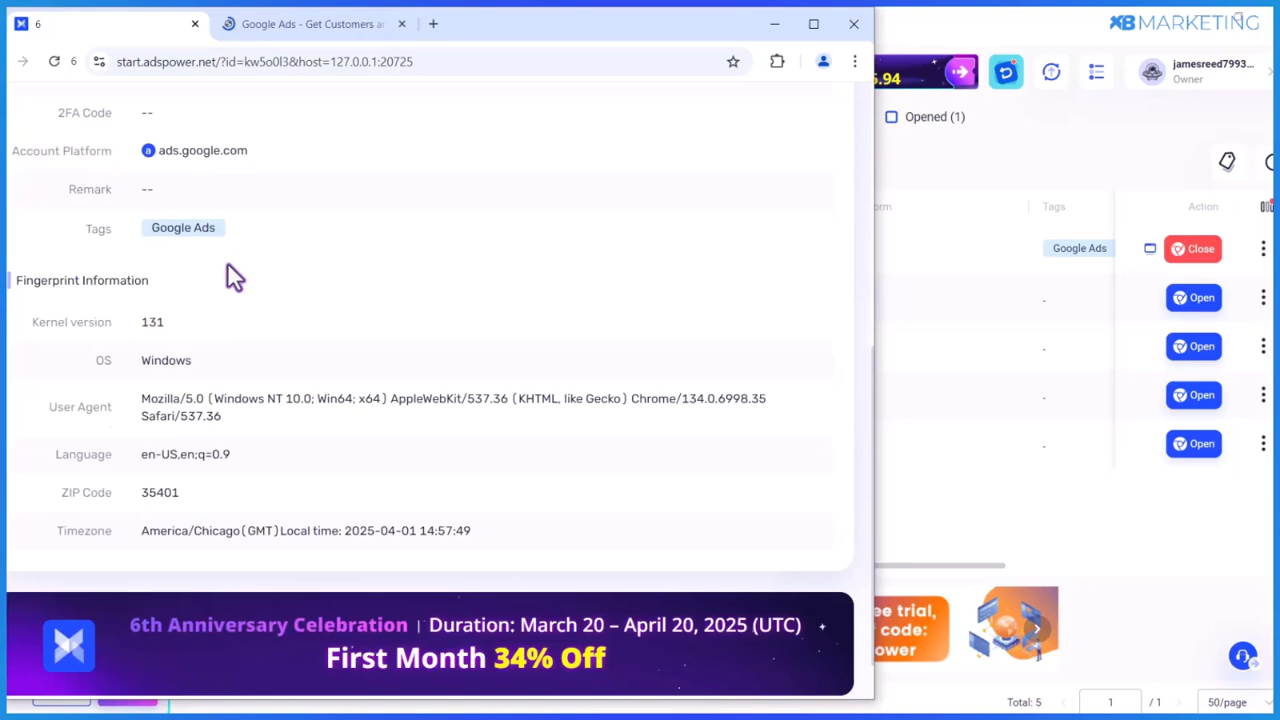 6
Google Ads - Get Customers an
XB MARKETING
6
start.adspower.net/?id=kw5o0l3&host=127.0.0.1:20725
5.94
jamesreed7993...
Owner
Opened (1)
2FA Code
--
Account Platform
a
ads.google.com
Remark
--
Tags
Google Ads
Fingerprint Information
Kernel version
131
OS
Windows
User Agent
Mozilla/5.0 (Windows NT 10.0; Win64; x64) AppleWebKit/537.36 (KHTML, like Gecko) Chrome/134.0.6998.35
Safari/537.36
Language
en-US,en;q=0.9
ZIP Code
35401
Timezone
America/Chicago(GMT)Local time: 2025-04-01 14:57:49
6th Anniversary Celebration | Duration: March 20 – April 20, 2025 (UTC)
First Month 34% Off
orm
Tags
Action
Google Ads
Close
-
Open
-
Open
-
Open
-
Open
ee trial,
code:
ower
Total: 5
1
/ 1
50/page